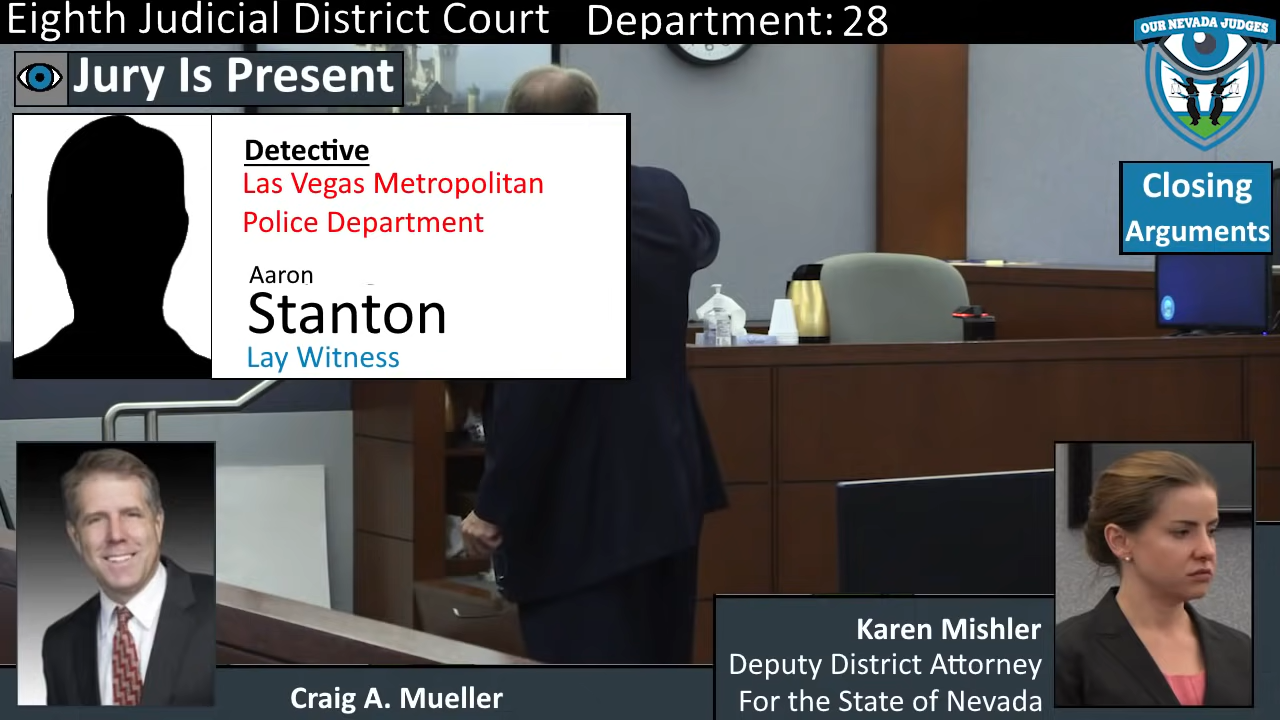 Eighth Judicial District Court Department: 28
OUR NEVADA JUDGES
Jury Is Present
Detective
Las Vegas Metropolitan
Police Department
Aaron
Stanton
Lay Witness
Closing
Arguments
Karen Mishler
Deputy District Attorney
For the State of Nevada
Craig A. Mueller